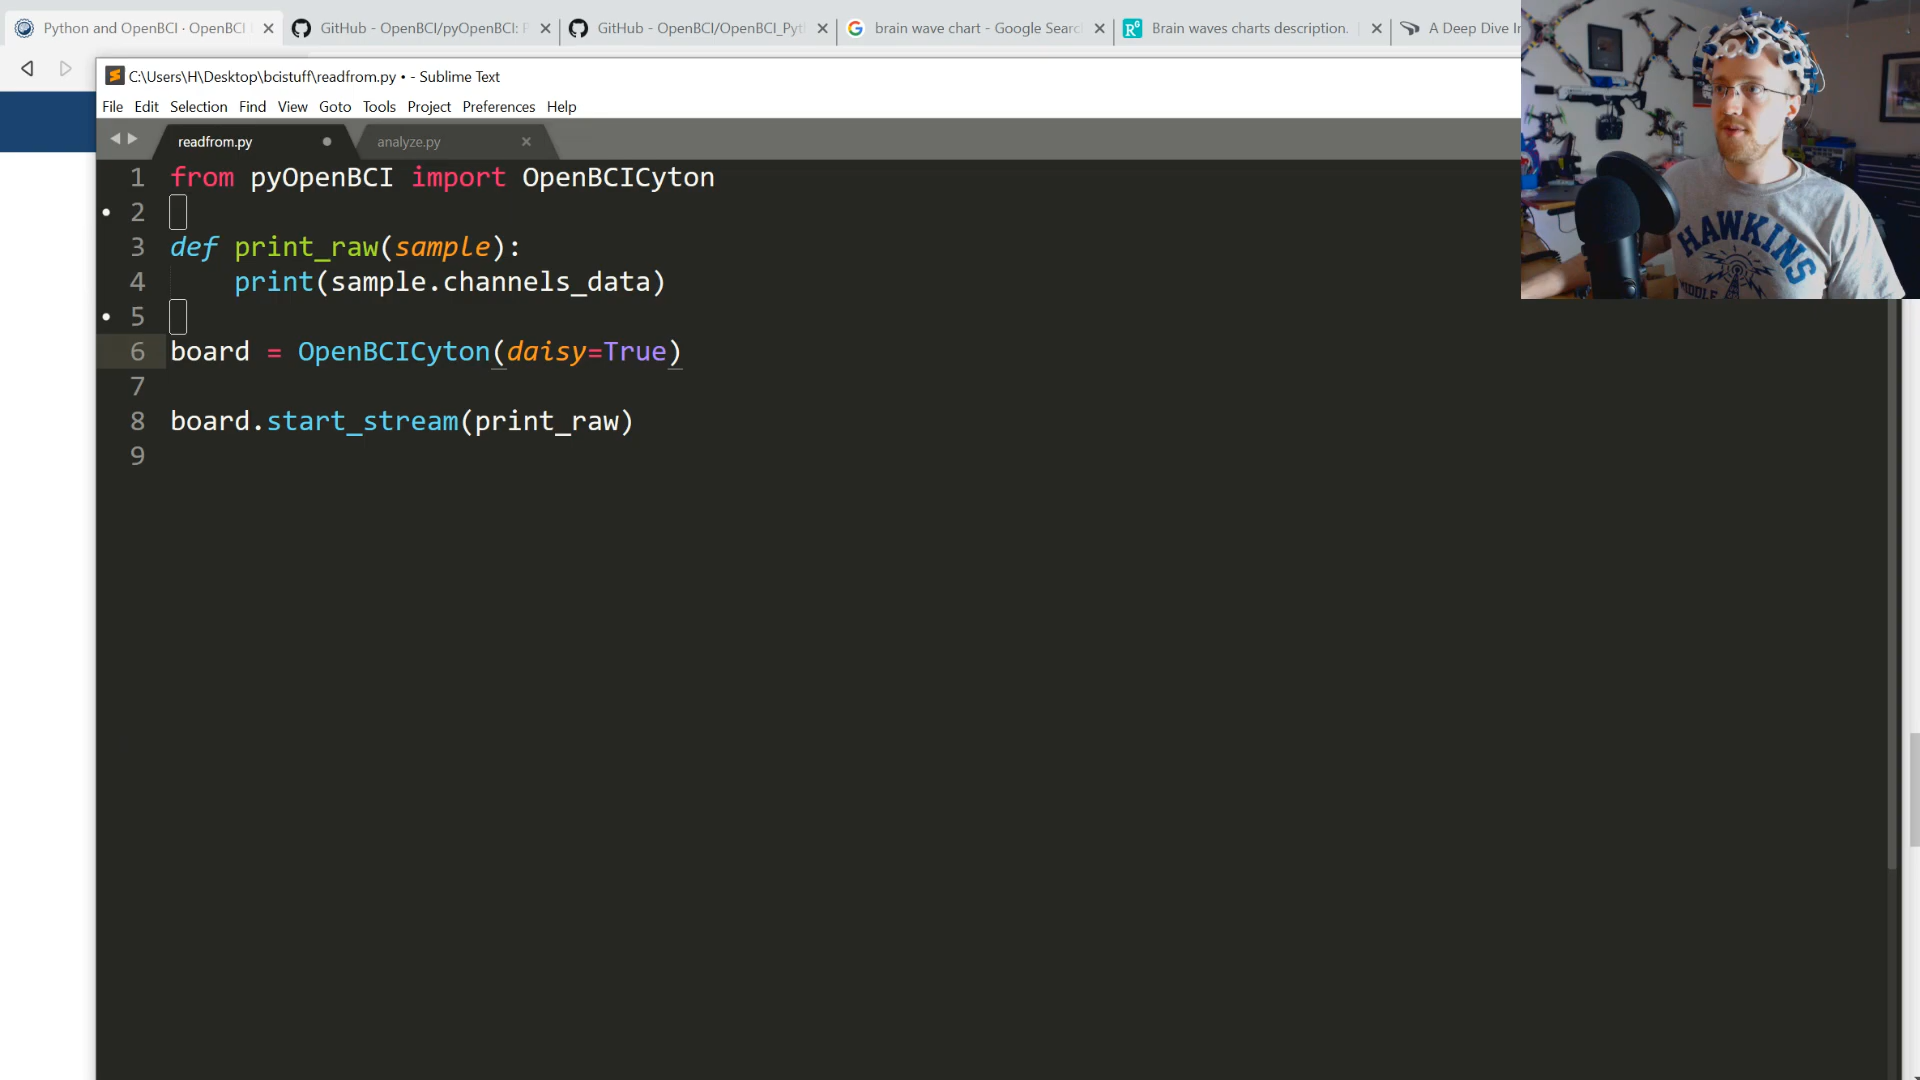 Python and OpenBCI · OpenBCI
GitHub - OpenBCI/pyOpenBCI: P
GitHub - OpenBCI/OpenBCI_Pyt
brain wave chart - Google Searc
Brain waves charts description. |
A Deep Dive In
C:\Users\H\Desktop\bcistuff\readfrom.py • - Sublime Text
File Edit Selection Find View Goto Tools Project Preferences Help
readfrom.py
analyze.py
1 from pyOpenBCI import OpenBCICyton
2
3 def print_raw(sample):
4 print(sample.channels_data)
5
6 board = OpenBCICyton(daisy=True)
7
8 board.start_stream(print_raw)
9
HAWKINS
MIDDLE